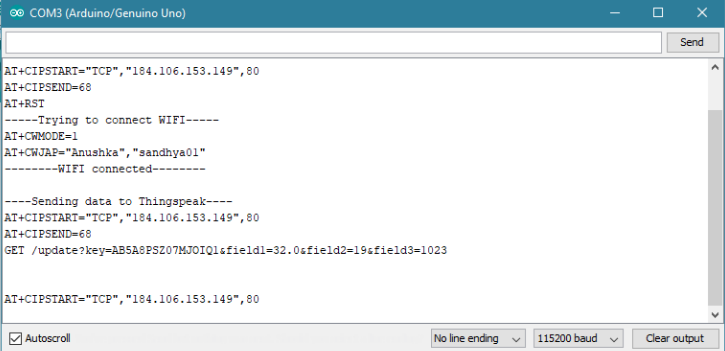 COM3 (Arduino/Genuino Uno)
Send
AT+CIPSTART="TCP","184.106.153.149",80
AT+CIPSEND=68
AT+RST
-----Trying to connect WIFI-----
AT+CWMODE=1
AT+CWJAP="Anushka","sandhya01"
--------WIFI connected--------
----Sending data to Thingspeak----
AT+CIPSTART="TCP","184.106.153.149",80
AT+CIPSEND=68
GET /update?key=AB5A8PSZ07MJOIQ1&field1=32.0&field2=19&field3=1023
AT+CIPSTART="TCP","184.106.153.149",80
Autoscroll No line ending 115200 baud Clear output